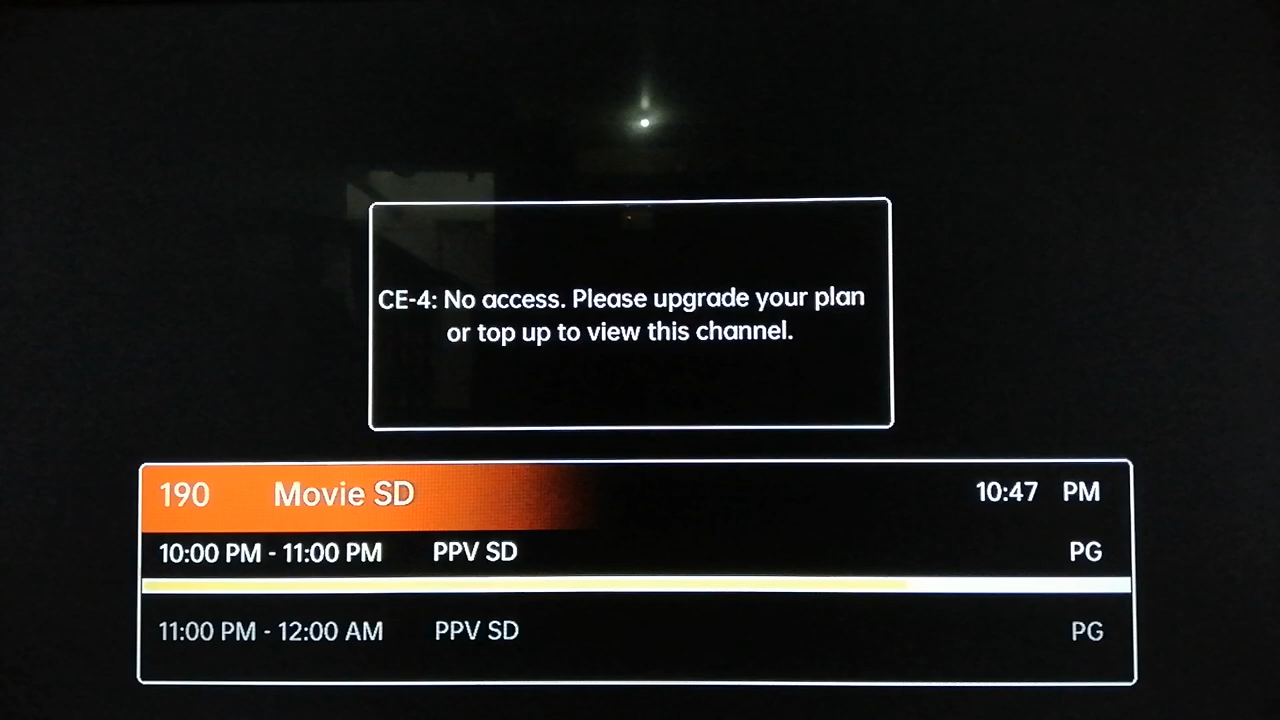 CE-4: No access. Please upgrade your plan
or top up to view this channel.
190 Movie SD 10:47 PM
10:00 PM - 11:00 PM PPV SD PG
11:00 PM - 12:00 AM PPV SD PG